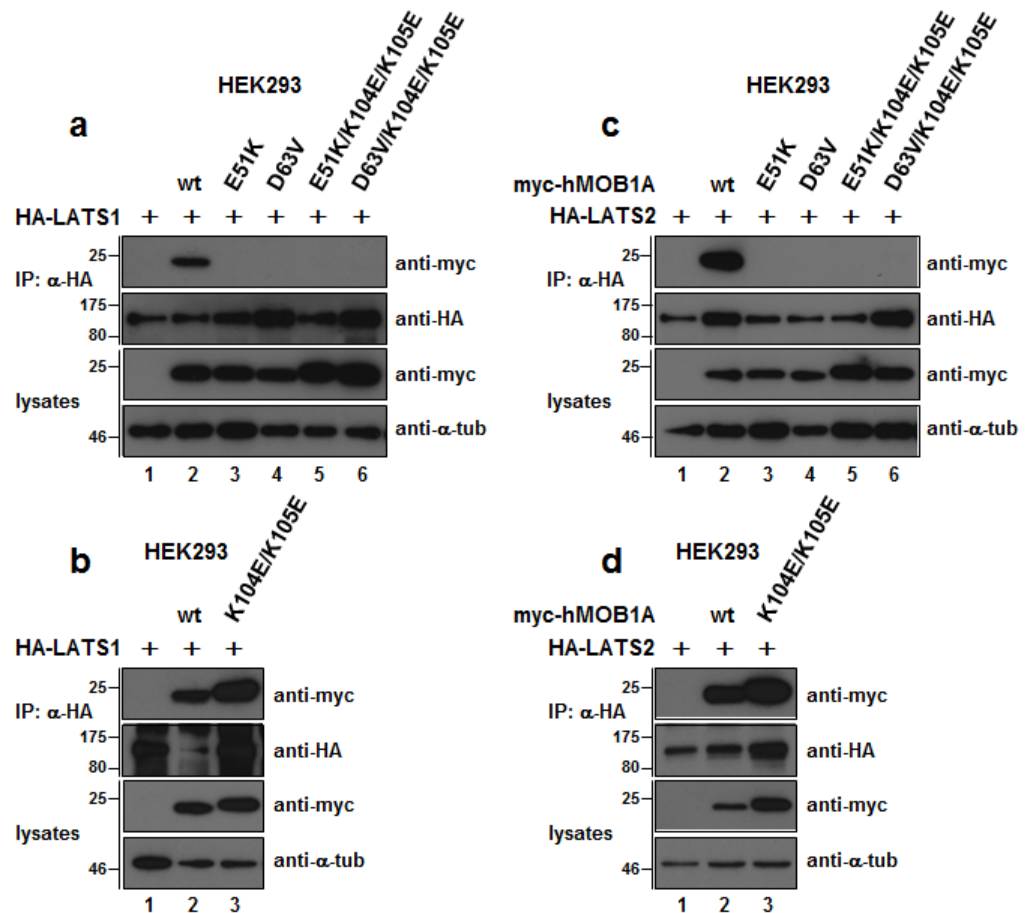 a
HEK293
wt E51K D63V E51K/K104E/K105E D63V/K104E/K105E
HA-LATS1 + + + + + +
IP: α-HA
25
anti-myc
175
80
anti-HA
lysates
25
anti-myc
46
anti-α-tub
1 2 3 4 5 6
c
HEK293
myc-hMOB1A wt E51K D63V E51K/K104E/K105E D63V/K104E/K105E
HA-LATS2 + + + + + +
IP: α-HA
25
anti-myc
175
80
anti-HA
lysates
25
anti-myc
46
anti-α-tub
1 2 3 4 5 6
b
HEK293
wt K104E/K105E
HA-LATS1 + + +
IP: α-HA
25
anti-myc
175
80
anti-HA
lysates
25
anti-myc
46
anti-α-tub
1 2 3
d
HEK293
myc-hMOB1A wt K104E/K105E
HA-LATS2 + + +
IP: α-HA
25
anti-myc
175
80
anti-HA
lysates
25
anti-myc
46
anti-α-tub
1 2 3